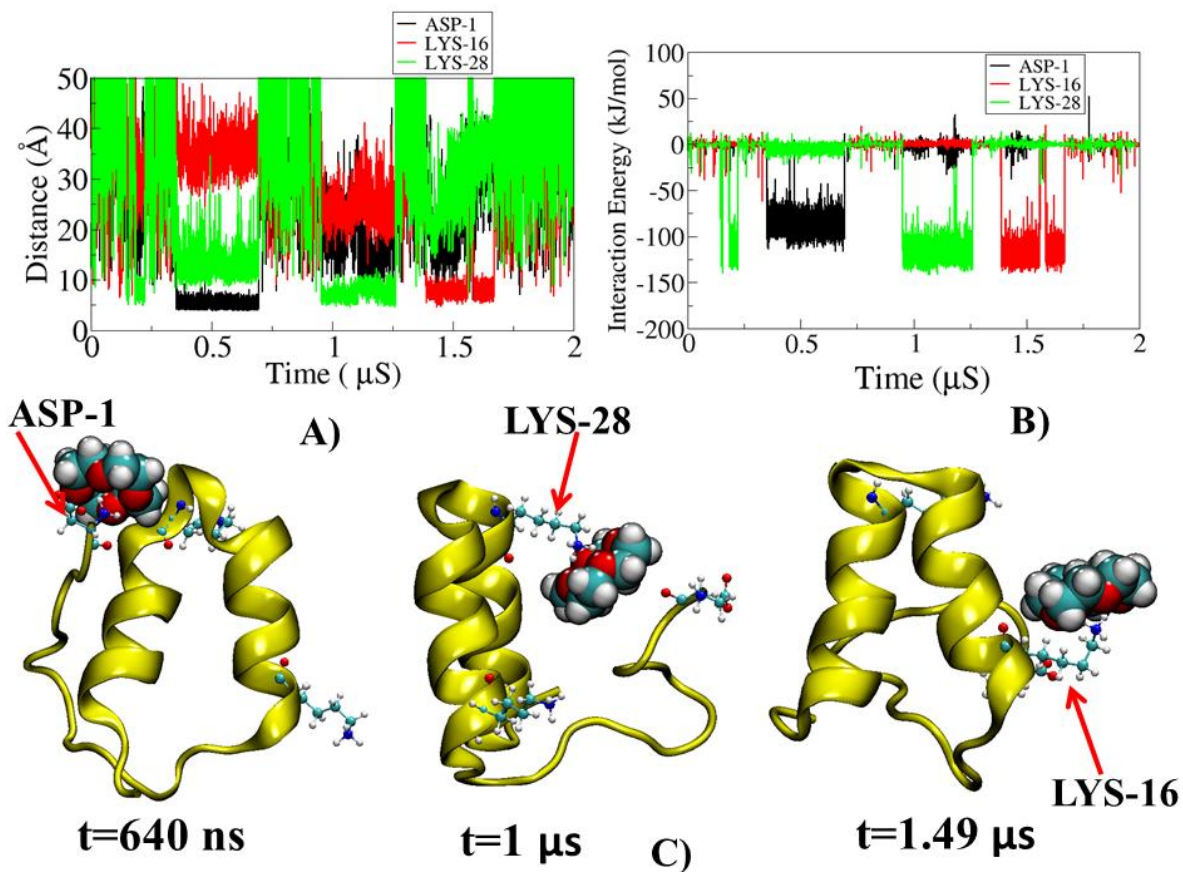 ASP-1
LYS-16
LYS-28
50
40
30
20
10
0
Distance (Å)
0
0.5
1
1.5
2
Time ( μS)
A)
ASP-1
LYS-16
LYS-28
100
50
0
-50
-100
-150
-200
Interaction Energy (kJ/mol)
0
0.5
1
1.5
2
Time (μS)
B)
ASP-1
LYS-28
LYS-16
t=640 ns
t=1 μs
t=1.49 μs
C)